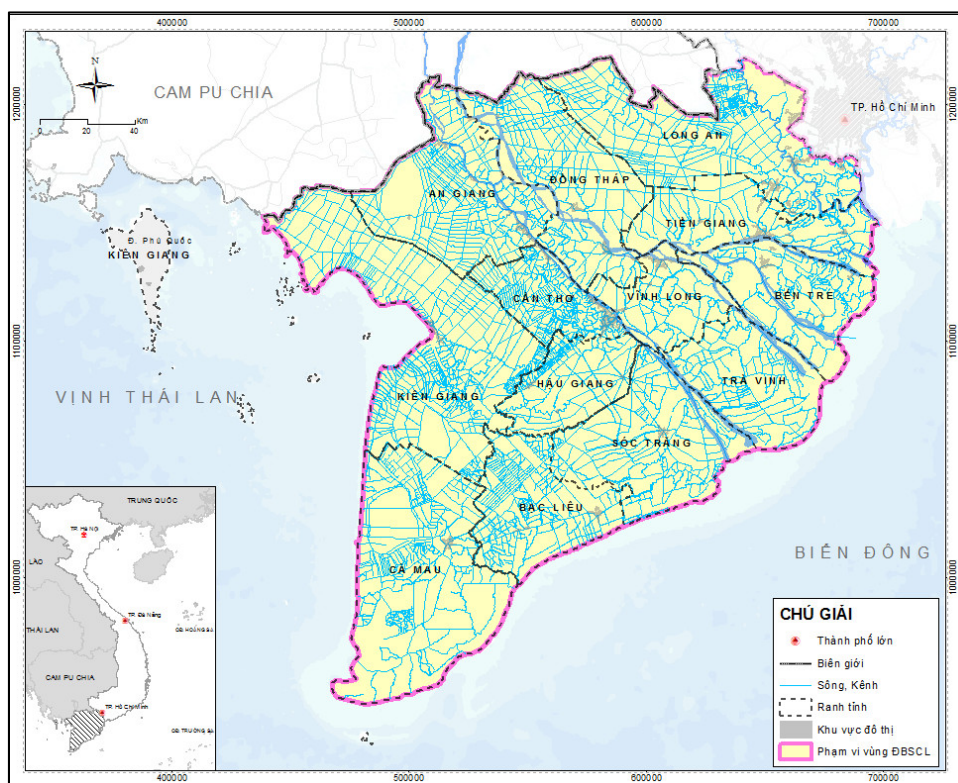 400000
500000
600000
700000
1200000
1200000
CAM PU CHIA
0
20
40
Km
TP. Hồ Chí Minh
LONG AN
ĐỒNG THÁP
AN GIANG
TIỀN GIANG
Đ. Phú Quốc
KIÊN GIANG
CẦN THƠ
VĨNH LONG
BẾN TRE
1100000
1100000
HẬU GIANG
TRÀ VINH
VỊNH THÁI LAN
KIÊN GIANG
SÓC TRĂNG
BẠC LIÊU
BIỂN ĐÔNG
CÀ MAU
1000000
1000000
TRUNG QUỐC
TP. Hà Nội
LÀO
TP. Đà Nẵng
THÁI LAN
CAM PU CHIA
TP. Hồ Chí Minh
CHÚ GIẢI
Thành phố lớn
Biên giới
Sông, Kênh
Ranh tỉnh
Khu vực đô thị
Phạm vi vùng ĐBSCL
400000
500000
600000
700000